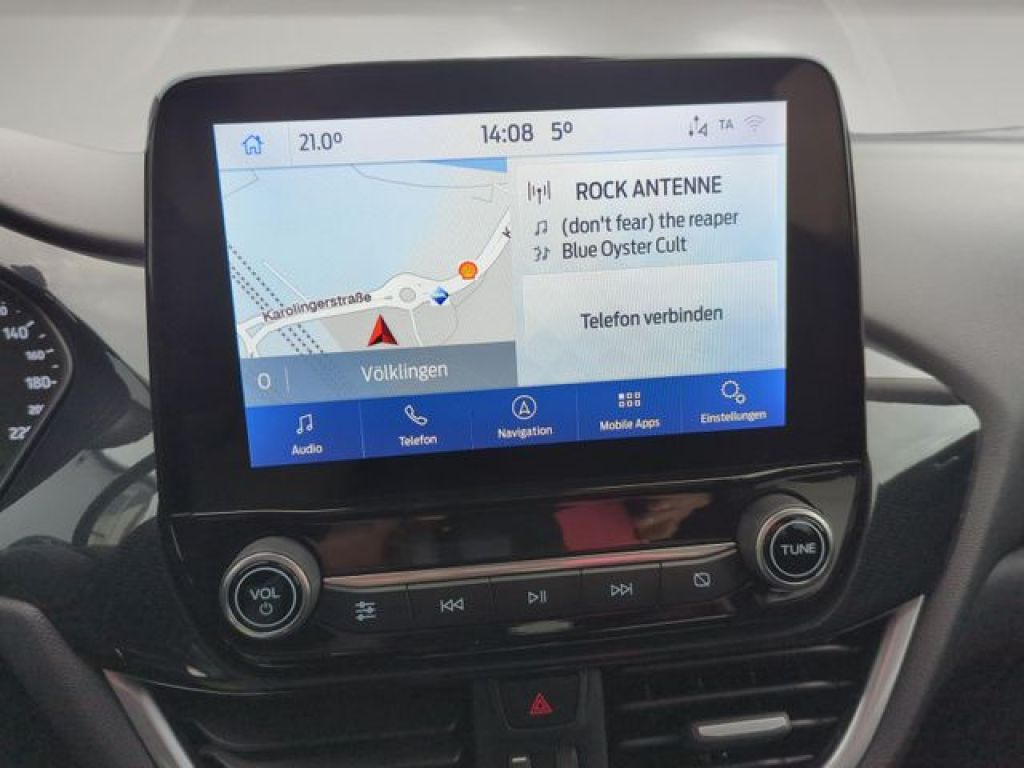 21.0°
14:08 5°
TA
ROCK ANTENNE
(don't fear) the reaper
Blue Oyster Cult
Karolingerstraße
Telefon verbinden
0
Völklingen
Audio
Telefon
Navigation
Mobile Apps
Einstellungen
140
160
180
VOL
TUNE